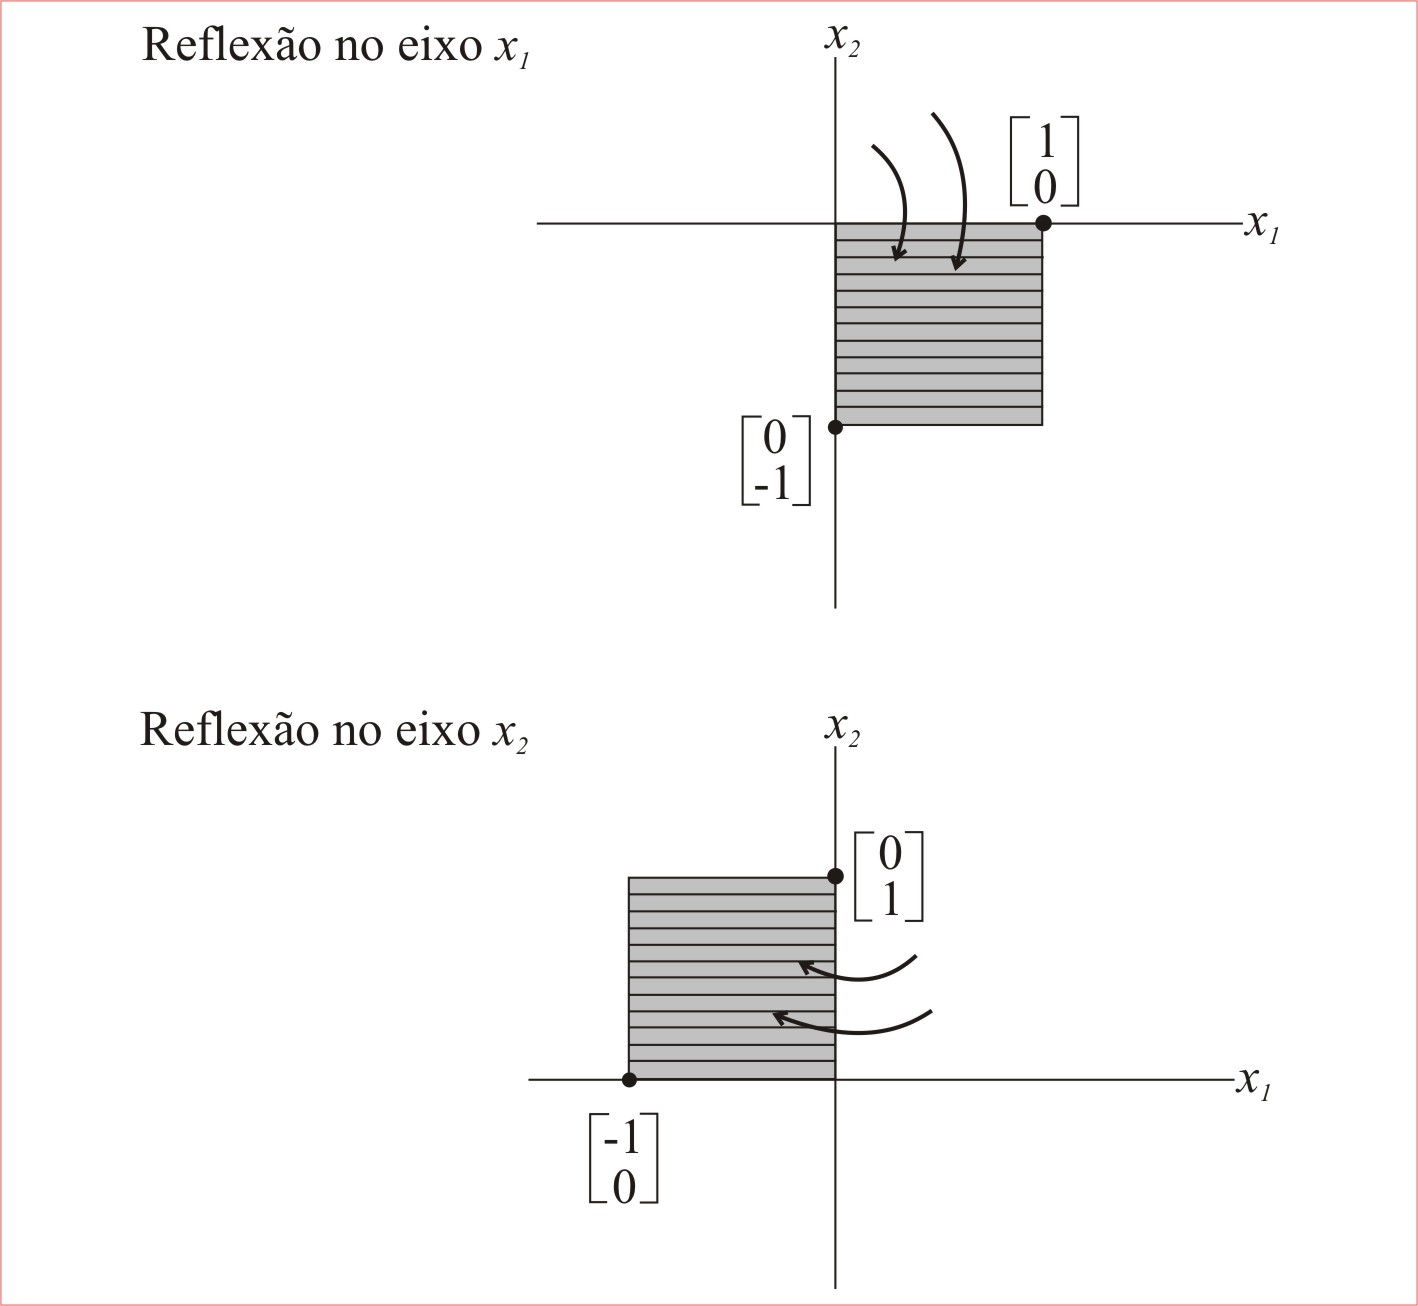 Reflexão no eixo x₁
x₂
1
0
x₁
0
-1
Reflexão no eixo x₂
x₂
0
1
x₁
-1
0